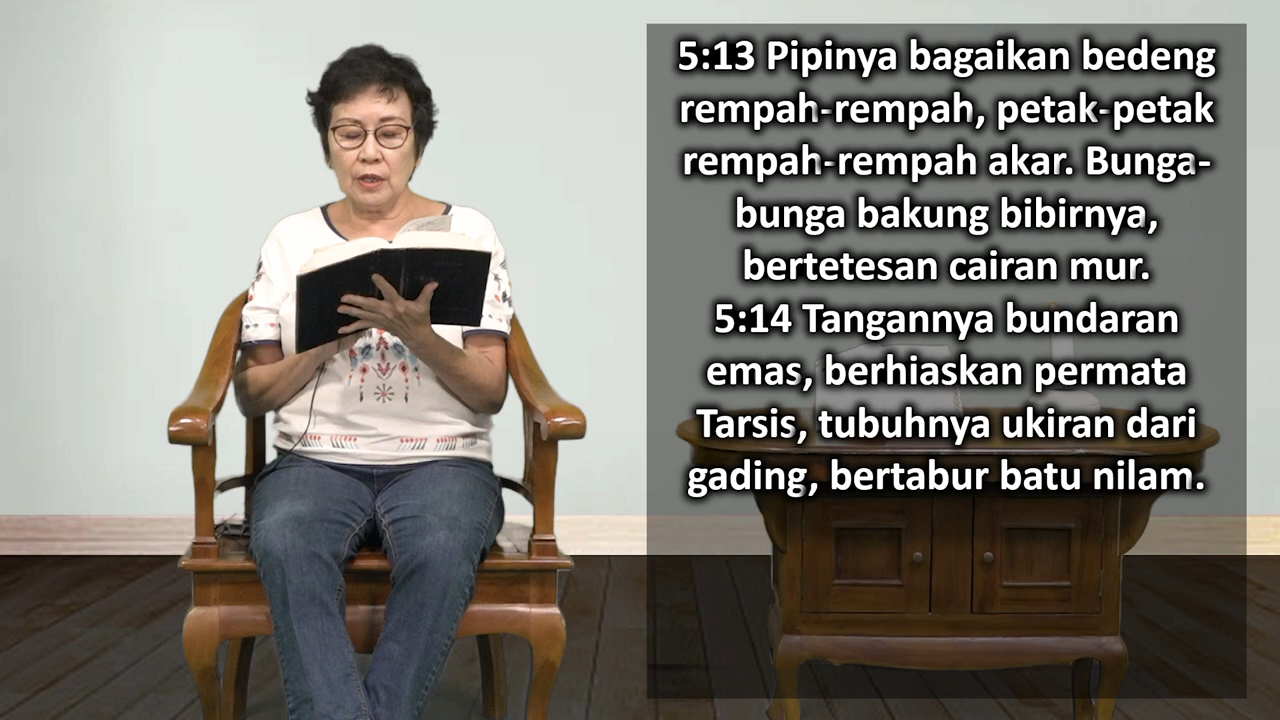 5:13 Pipinya bagaikan bedeng
rempah-rempah, petak-petak
rempah-rempah akar. Bunga-
bunga bakung bibirnya,
bertetesan cairan mur.
5:14 Tangannya bundaran
emas, berhiaskan permata
Tarsis, tubuhnya ukiran dari
gading, bertabur batu nilam.